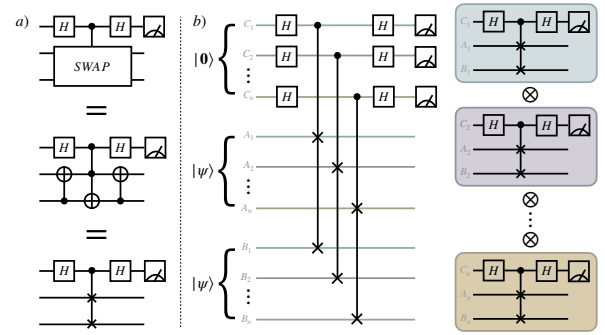 a)
H H
SWAP
=
H H
=
H H
b)
|0⟩
C₁ H H
C₂ H H
⋮
Cₙ H H
|ψ⟩
A₁
A₂
⋮
Aₙ
|ψ⟩
B₁
B₂
⋮
Bₙ
C₁ H H
A₁
B₁
⊗
C₂ H H
A₂
B₂
⊗
⋮
⊗
Cₙ H H
Aₙ
Bₙ